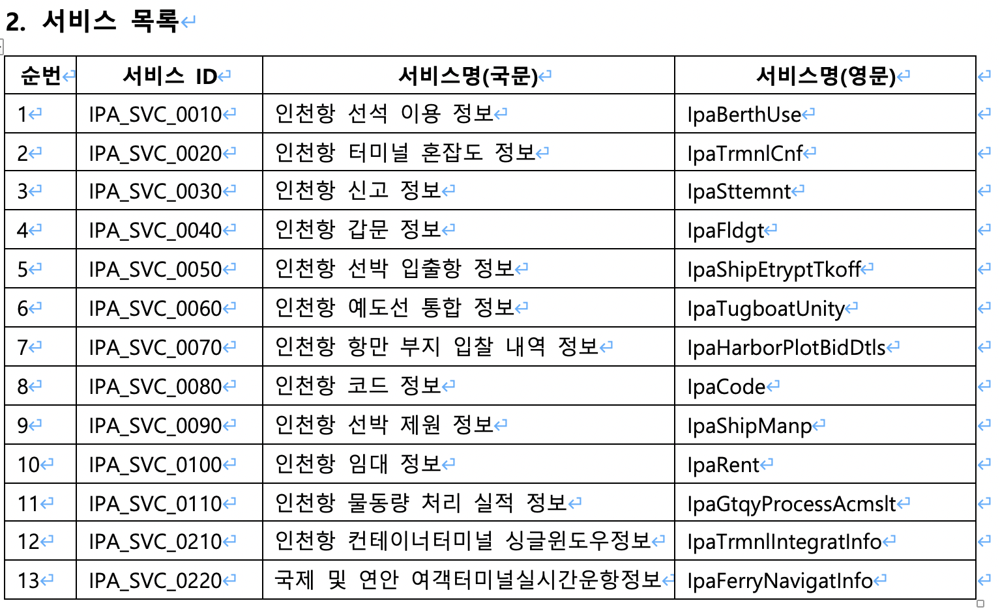 2. 서비스 목록
순번 서비스 ID 서비스명(국문) 서비스명(영문)
1 IPA_SVC_0010 인천항 선석 이용 정보 IpaBerthUse
2 IPA_SVC_0020 인천항 터미널 혼잡도 정보 IpaTrmnlCnf
3 IPA_SVC_0030 인천항 신고 정보 IpaSttemnt
4 IPA_SVC_0040 인천항 갑문 정보 IpaFldgt
5 IPA_SVC_0050 인천항 선박 입출항 정보 IpaShipEtryptTkoff
6 IPA_SVC_0060 인천항 예도선 통합 정보 IpaTugboatUnity
7 IPA_SVC_0070 인천항 항만 부지 입찰 내역 정보 IpaHarborPlotBidDtls
8 IPA_SVC_0080 인천항 코드 정보 IpaCode
9 IPA_SVC_0090 인천항 선박 제원 정보 IpaShipManp
10 IPA_SVC_0100 인천항 임대 정보 IpaRent
11 IPA_SVC_0110 인천항 물동량 처리 실적 정보 IpaGtqyProcessAcmslt
12 IPA_SVC_0210 인천항 컨테이너터미널 싱글윈도우정보 IpaTrmnlIntegratInfo
13 IPA_SVC_0220 국제 및 연안 여객터미널실시간운항정보 IpaFerryNavigatInfo